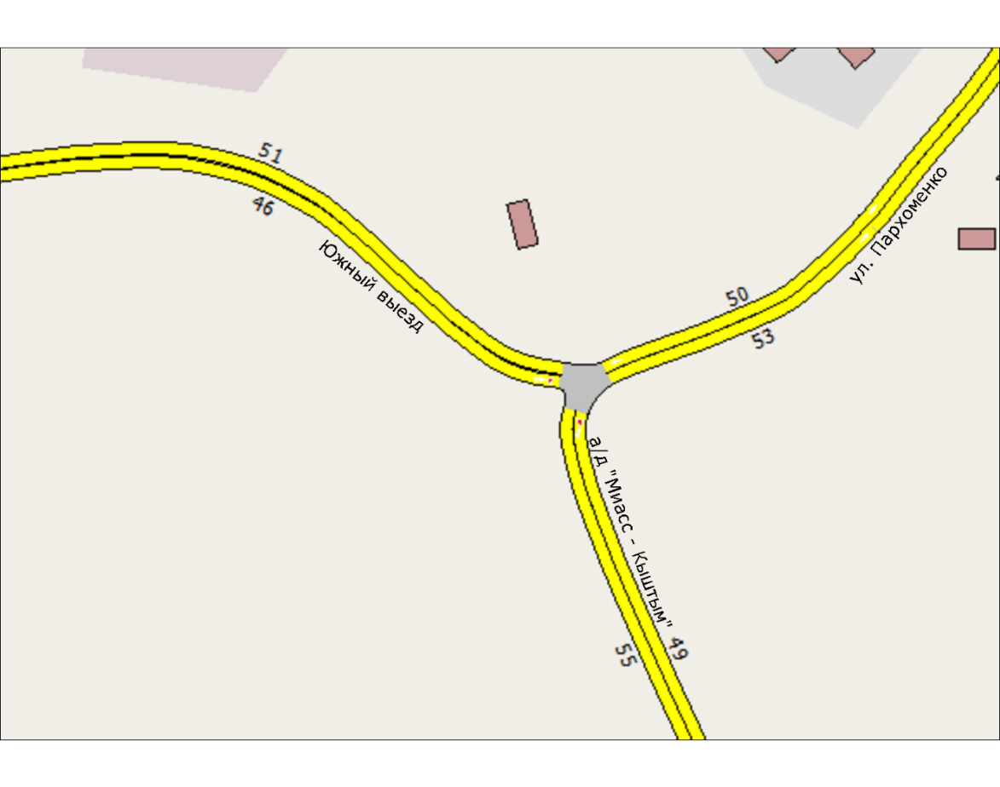 51
46
Южный выезд
50
53
ул. Пархоменко
а/д "Миасс - Кыштым"
49
55